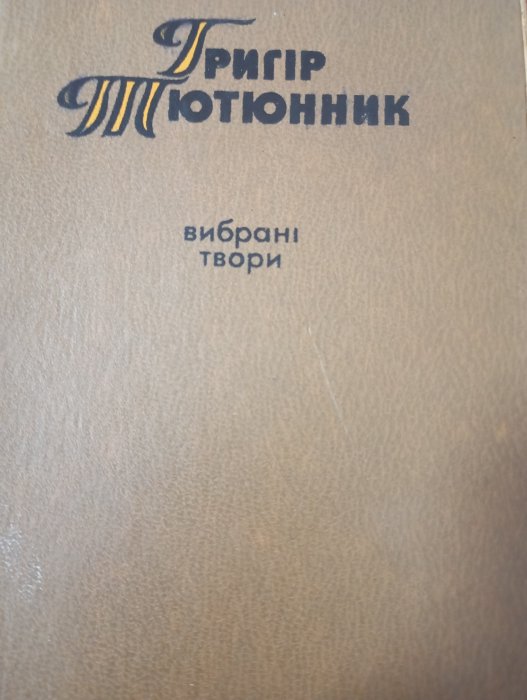 Григір
Тютюнник
вибрані
твори